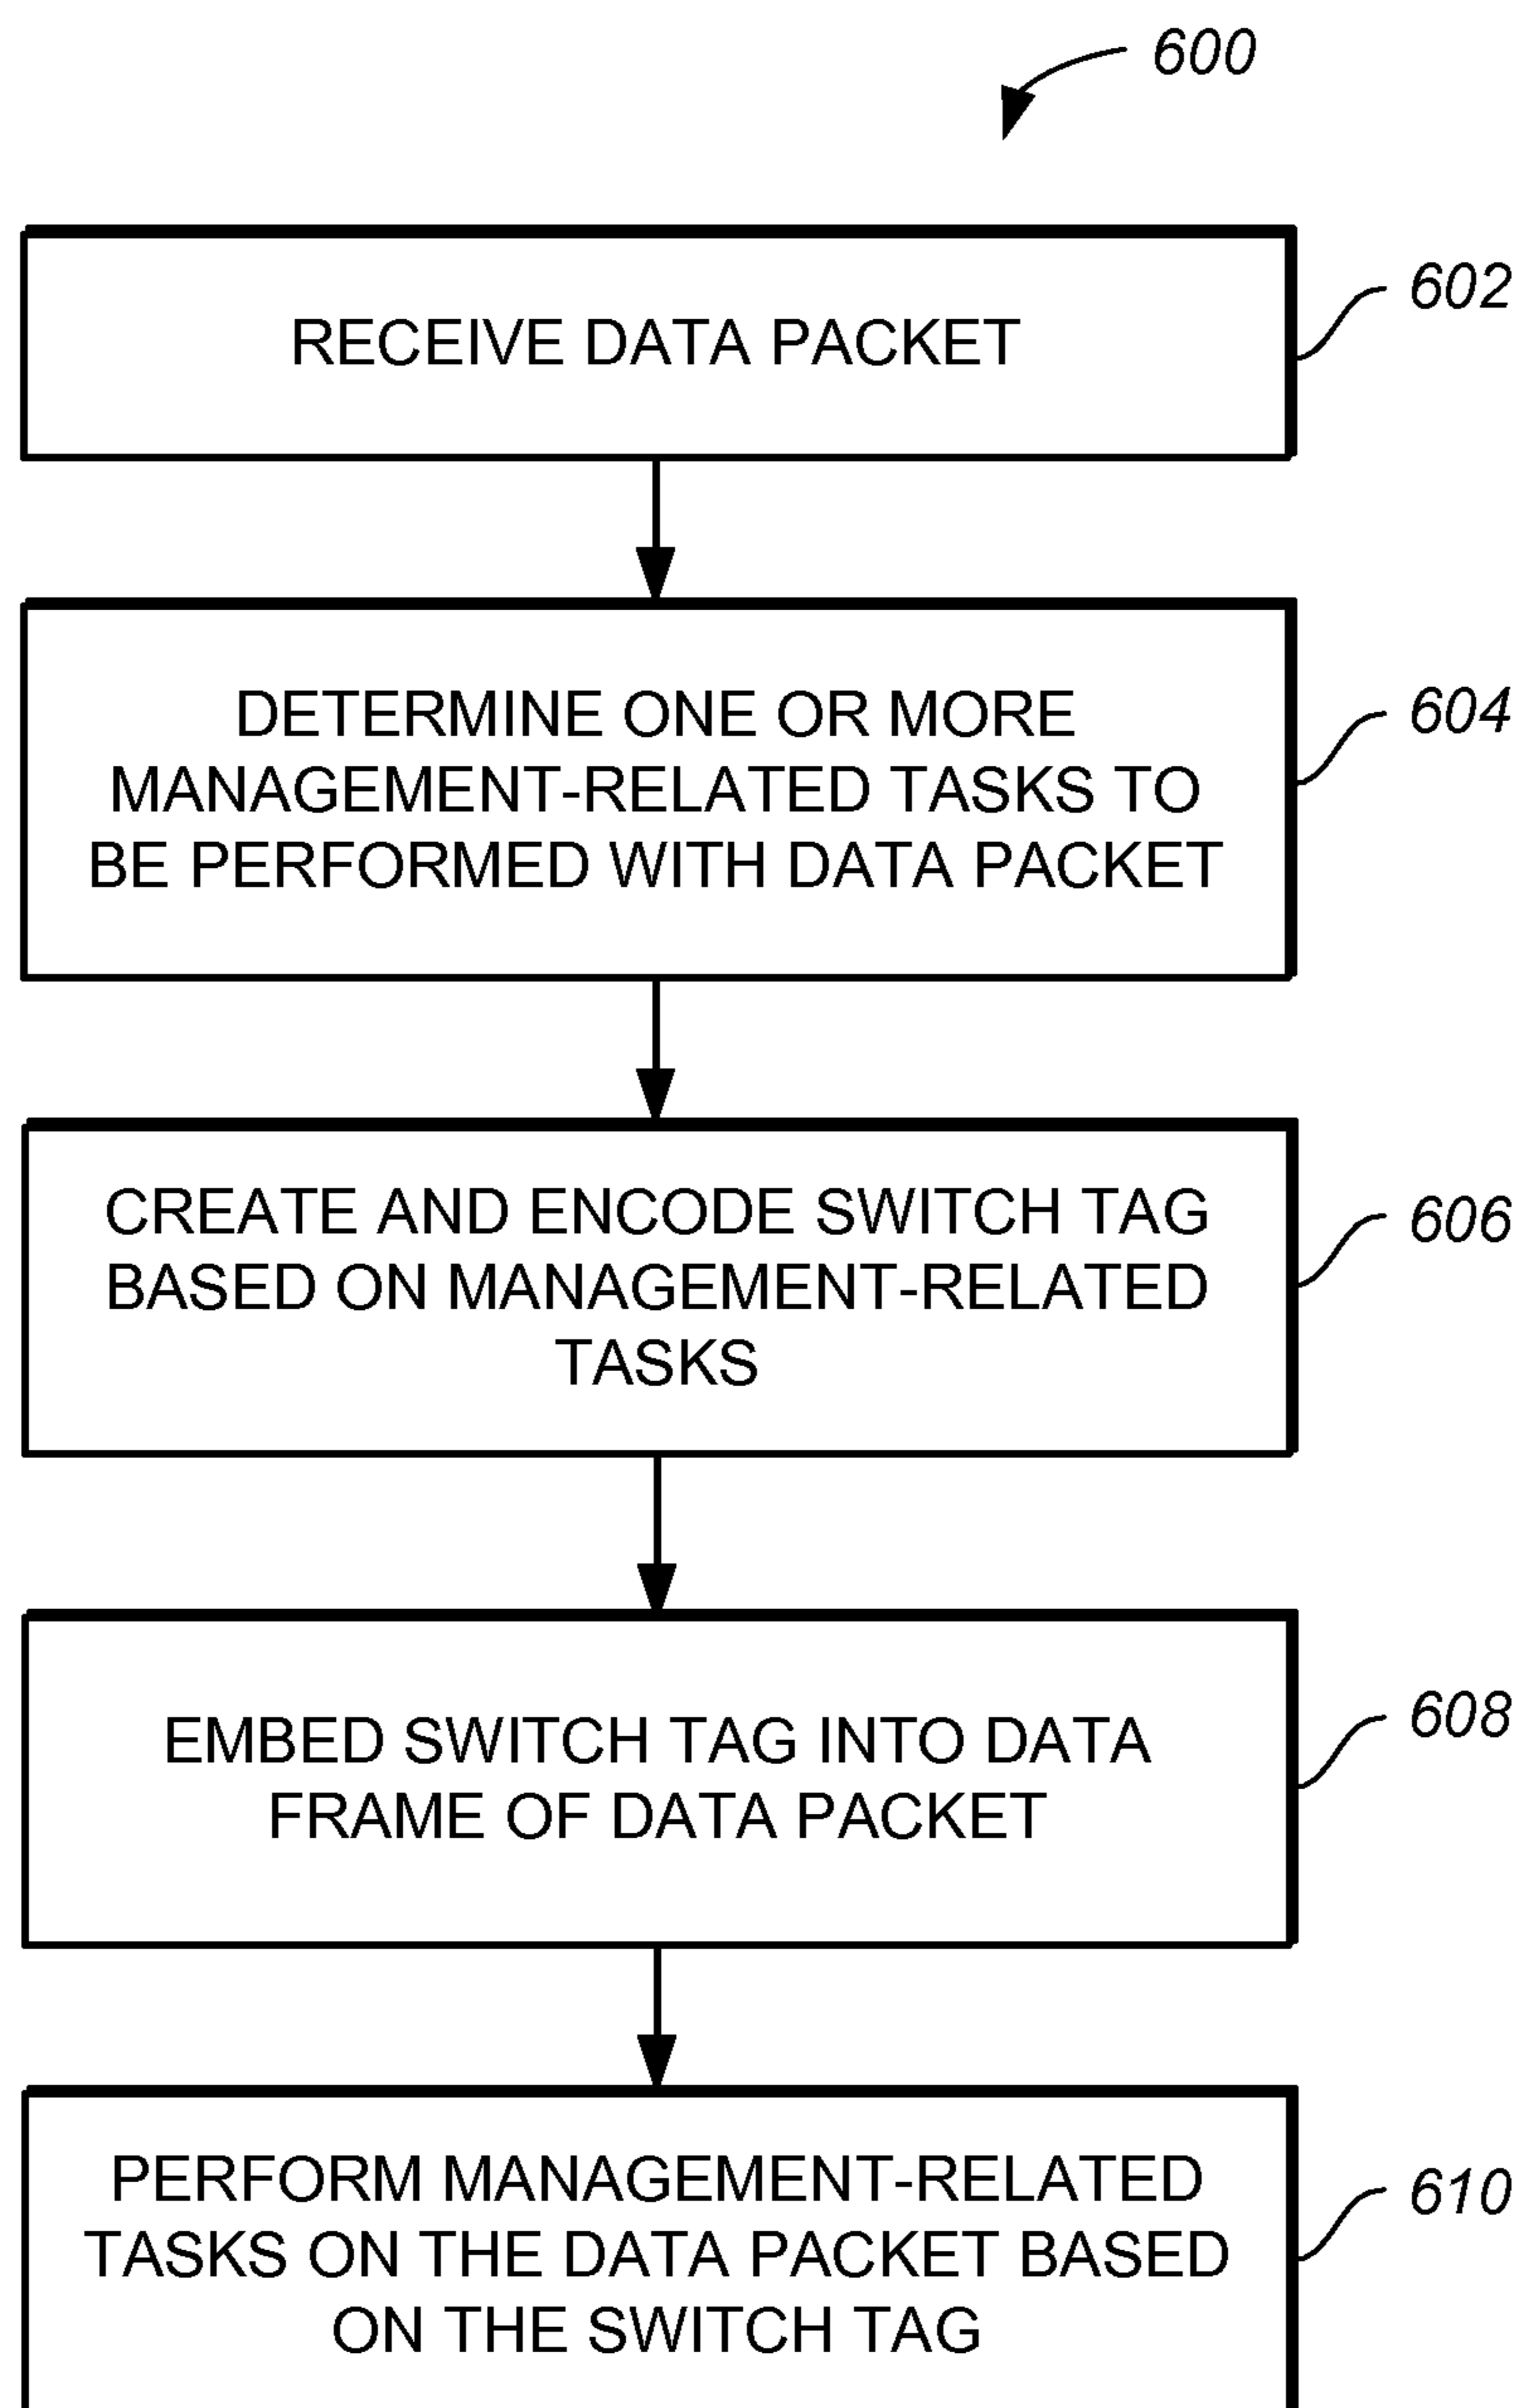 600
RECEIVE DATA PACKET
602
DETERMINE ONE OR MORE
MANAGEMENT-RELATED TASKS TO
BE PERFORMED WITH DATA PACKET
604
CREATE AND ENCODE SWITCH TAG
BASED ON MANAGEMENT-RELATED
TASKS
606
EMBED SWITCH TAG INTO DATA
FRAME OF DATA PACKET
608
PERFORM MANAGEMENT-RELATED
TASKS ON THE DATA PACKET BASED
ON THE SWITCH TAG
610